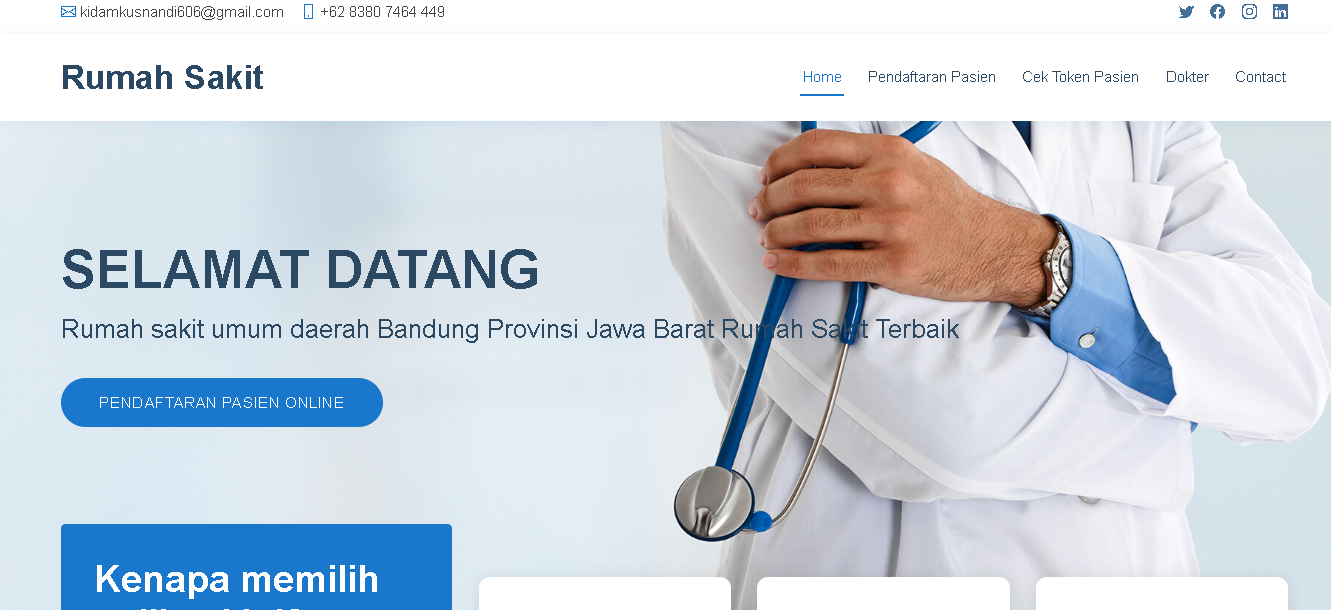 kidamkusnandi606@gmail.com +62 8380 7464 449
Rumah Sakit
Home Pendaftaran Pasien Cek Token Pasien Dokter Contact
SELAMAT DATANG
Rumah sakit umum daerah Bandung Provinsi Jawa Barat Rumah Sakit Terbaik
PENDAFTARAN PASIEN ONLINE
Kenapa memilih